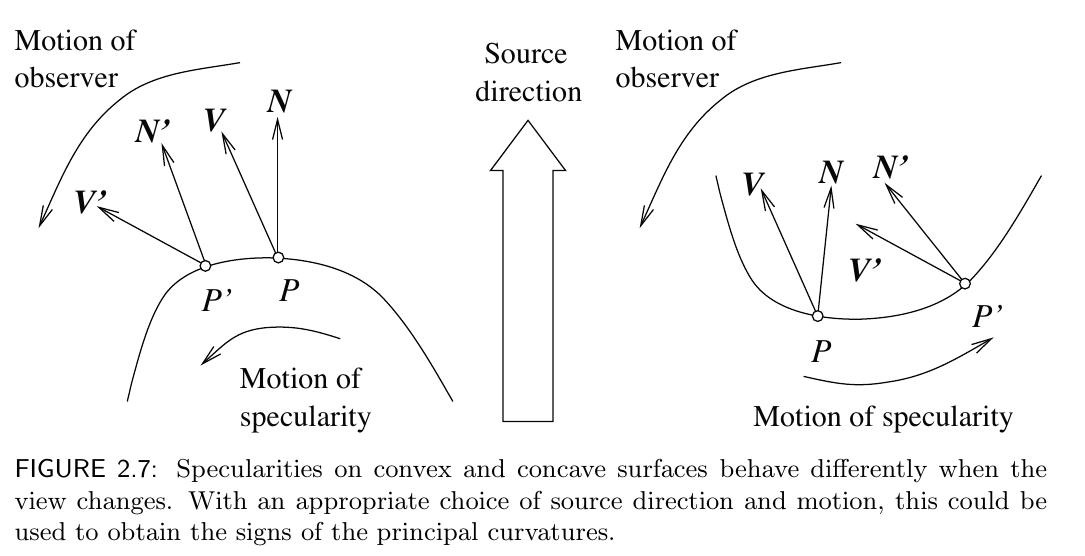 Motion of
observer
N'
V
N
V'
P'
P
Motion of
specularity
Source
direction
Motion of
observer
V
N
N'
V'
P
P'
Motion of specularity
FIGURE 2.7: Specularities on convex and concave surfaces behave differently when the
view changes. With an appropriate choice of source direction and motion, this could be
used to obtain the signs of the principal curvatures.